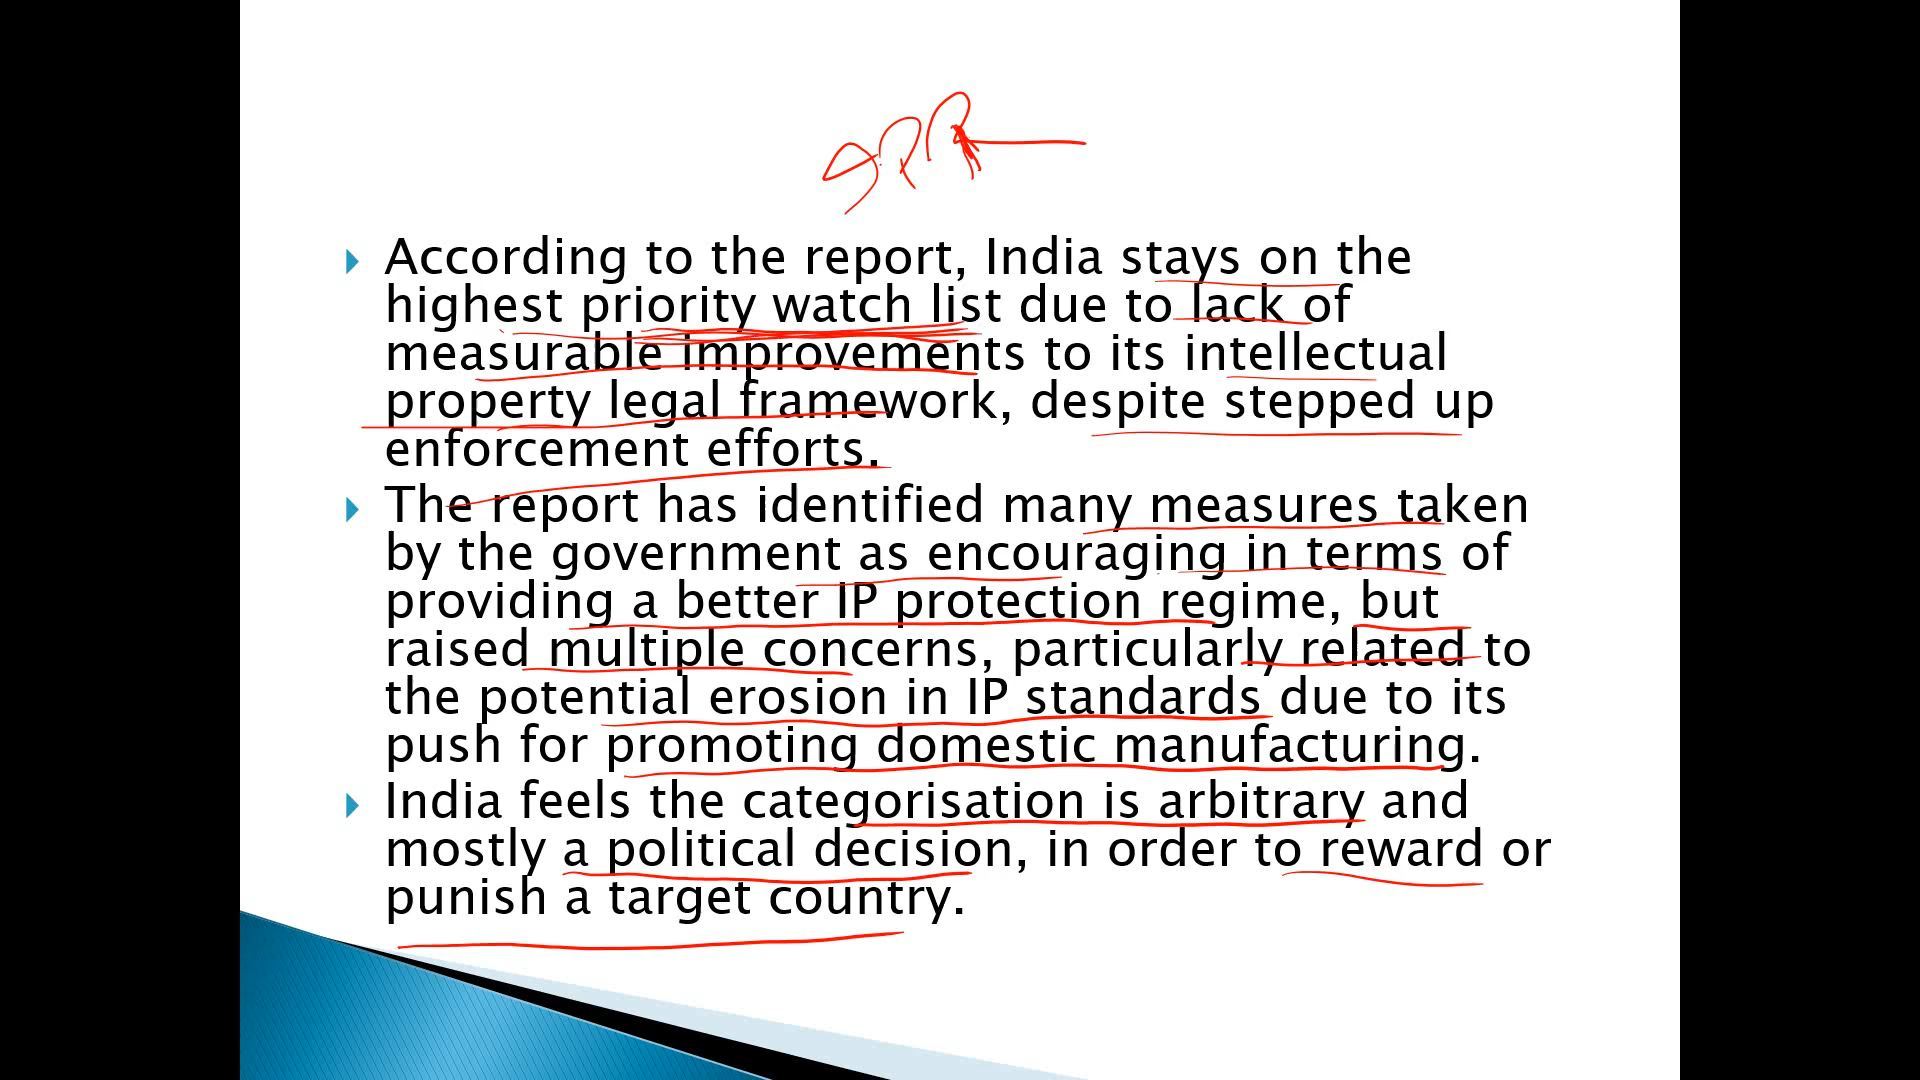 According to the report, India stays on the
highest priority watch list due to lack of
measurable improvements to its intellectual
property legal framework, despite stepped up
enforcement efforts.
The report has identified many measures taken
by the government as encouraging in terms of
providing a better IP protection regime, but
raised multiple concerns, particularly related to
the potential erosion in IP standards due to its
push for promoting domestic manufacturing.
India feels the categorisation is arbitrary and
mostly a political decision, in order to reward or
punish a target country.